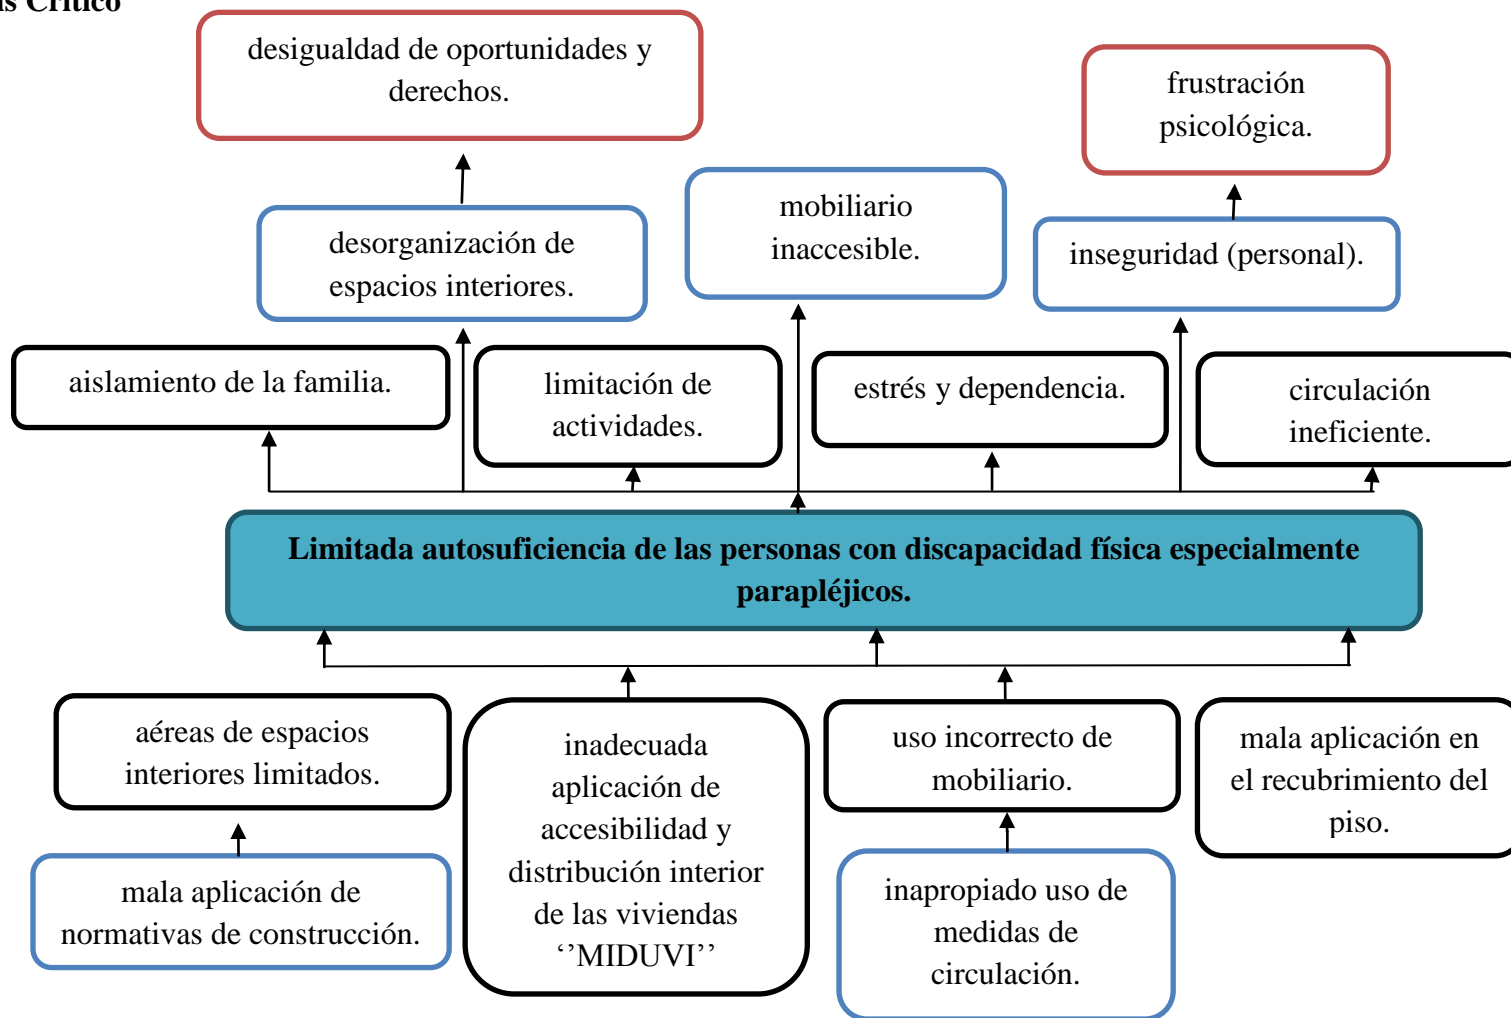 is Crítico
desigualdad de oportunidades y
derechos.
frustración
psicológica.
mobiliario
inaccesible.
desorganización de
espacios interiores.
inseguridad (personal).
aislamiento de la familia.
limitación de
actividades.
estrés y dependencia.
circulación
ineficiente.
Limitada autosuficiencia de las personas con discapacidad física especialmente
parapléjicos.
aéreas de espacios
interiores limitados.
inadecuada
aplicación de
accesibilidad y
distribución interior
de las viviendas
‘’MIDUVI’’
uso incorrecto de
mobiliario.
mala aplicación en
el recubrimiento del
piso.
mala aplicación de
normativas de construcción.
inapropiado uso de
medidas de
circulación.